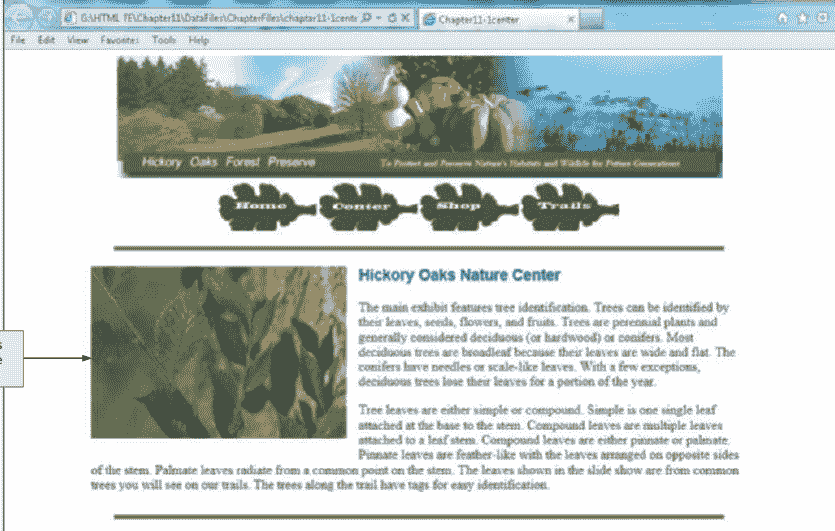 G:\HTML 7E\Chapter11\DataFiles\ChapterFiles\chapter11-1cente
Chapter11-1center
File Edit View Favorites Tools Help
Hickory Oaks Forest Preserve
To Protect and Preserve Nature's Habitats and Wildlife for Future Generations
Home Center Shop Trails
Hickory Oaks Nature Center
The main exhibit features tree identification. Trees can be identified by
their leaves, seeds, flowers, and fruits. Trees are perennial plants and
generally considered deciduous (or hardwood) or conifers. Most
deciduous trees are broadleaf because their leaves are wide and flat. The
conifers have needles or scale-like leaves. With a few exceptions,
deciduous trees lose their leaves for a portion of the year.
Tree leaves are either simple or compound. Simple is one single leaf
attached at the base to the stem. Compound leaves are multiple leaves
attached to a leaf stem. Compound leaves are either pinnate or palmate.
Pinnate leaves are feather-like with the leaves arranged on opposite sides
of the stem. Palmate leaves radiate from a common point on the stem. The leaves shown in the slide show are from common
trees you will see on our trails. The trees along the trail have tags for easy identification.